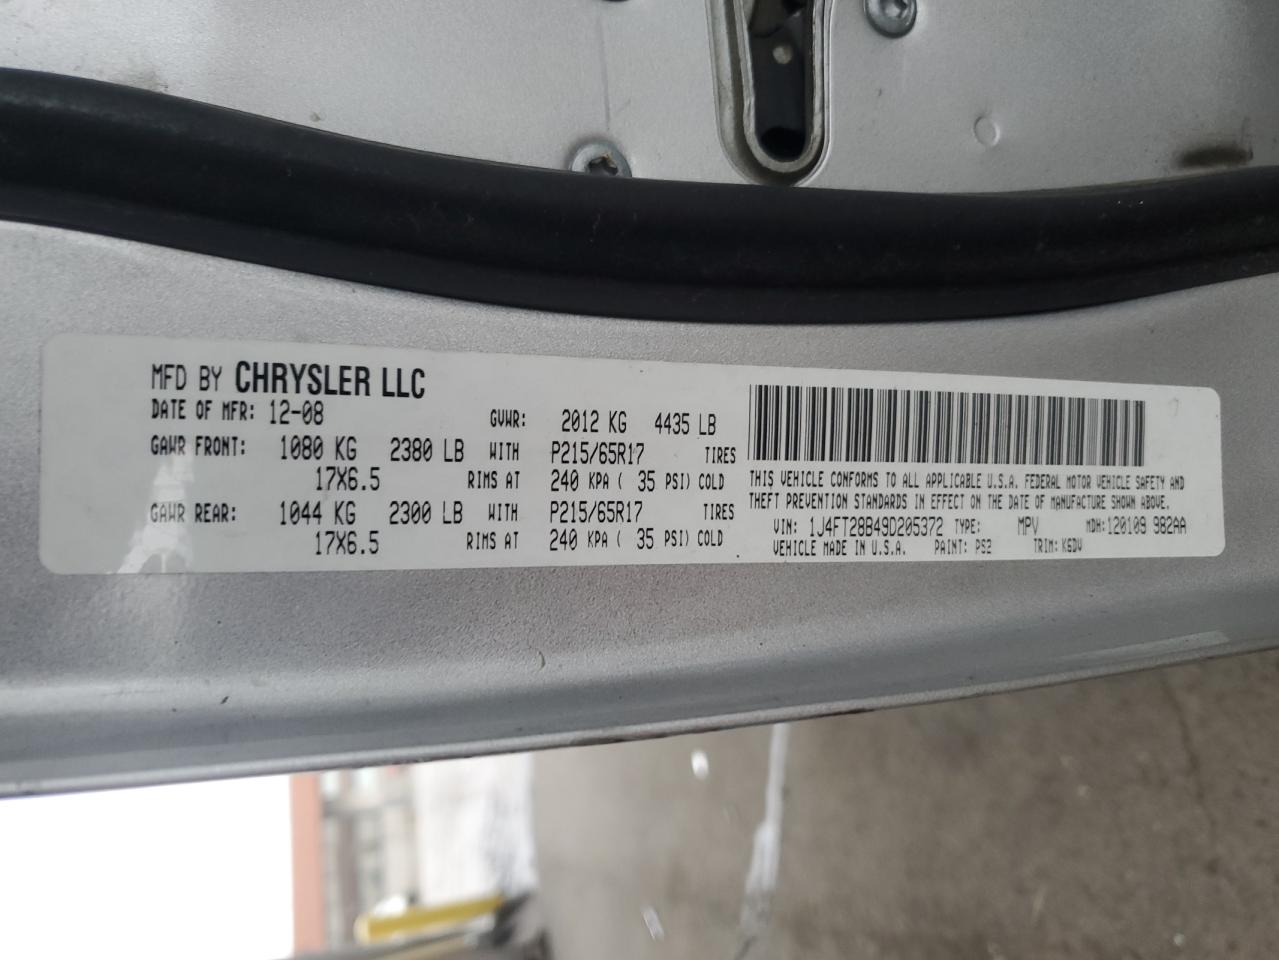 MFD BY CHRYSLER LLC
DATE OF MFR: 12-08 GVWR: 2012 KG 4435 LB
GAWR FRONT: 1080 KG 2380 LB WITH P215/65R17 TIRES
17X6.5 RIMS AT 240 KPA ( 35 PSI) COLD
GAWR REAR: 1044 KG 2300 LB WITH P215/65R17 TIRES
17X6.5 RIMS AT 240 KPA ( 35 PSI) COLD
THIS VEHICLE CONFORMS TO ALL APPLICABLE U.S.A. FEDERAL MOTOR VEHICLE SAFETY AND
THEFT PREVENTION STANDARDS IN EFFECT ON THE DATE OF MANUFACTURE SHOWN ABOVE.
VIN: 1J4FT28B49D205372 TYPE: MPV MDH: 120109 982AA
VEHICLE MADE IN U.S.A. PAINT: PS2 TRIM: K6DV